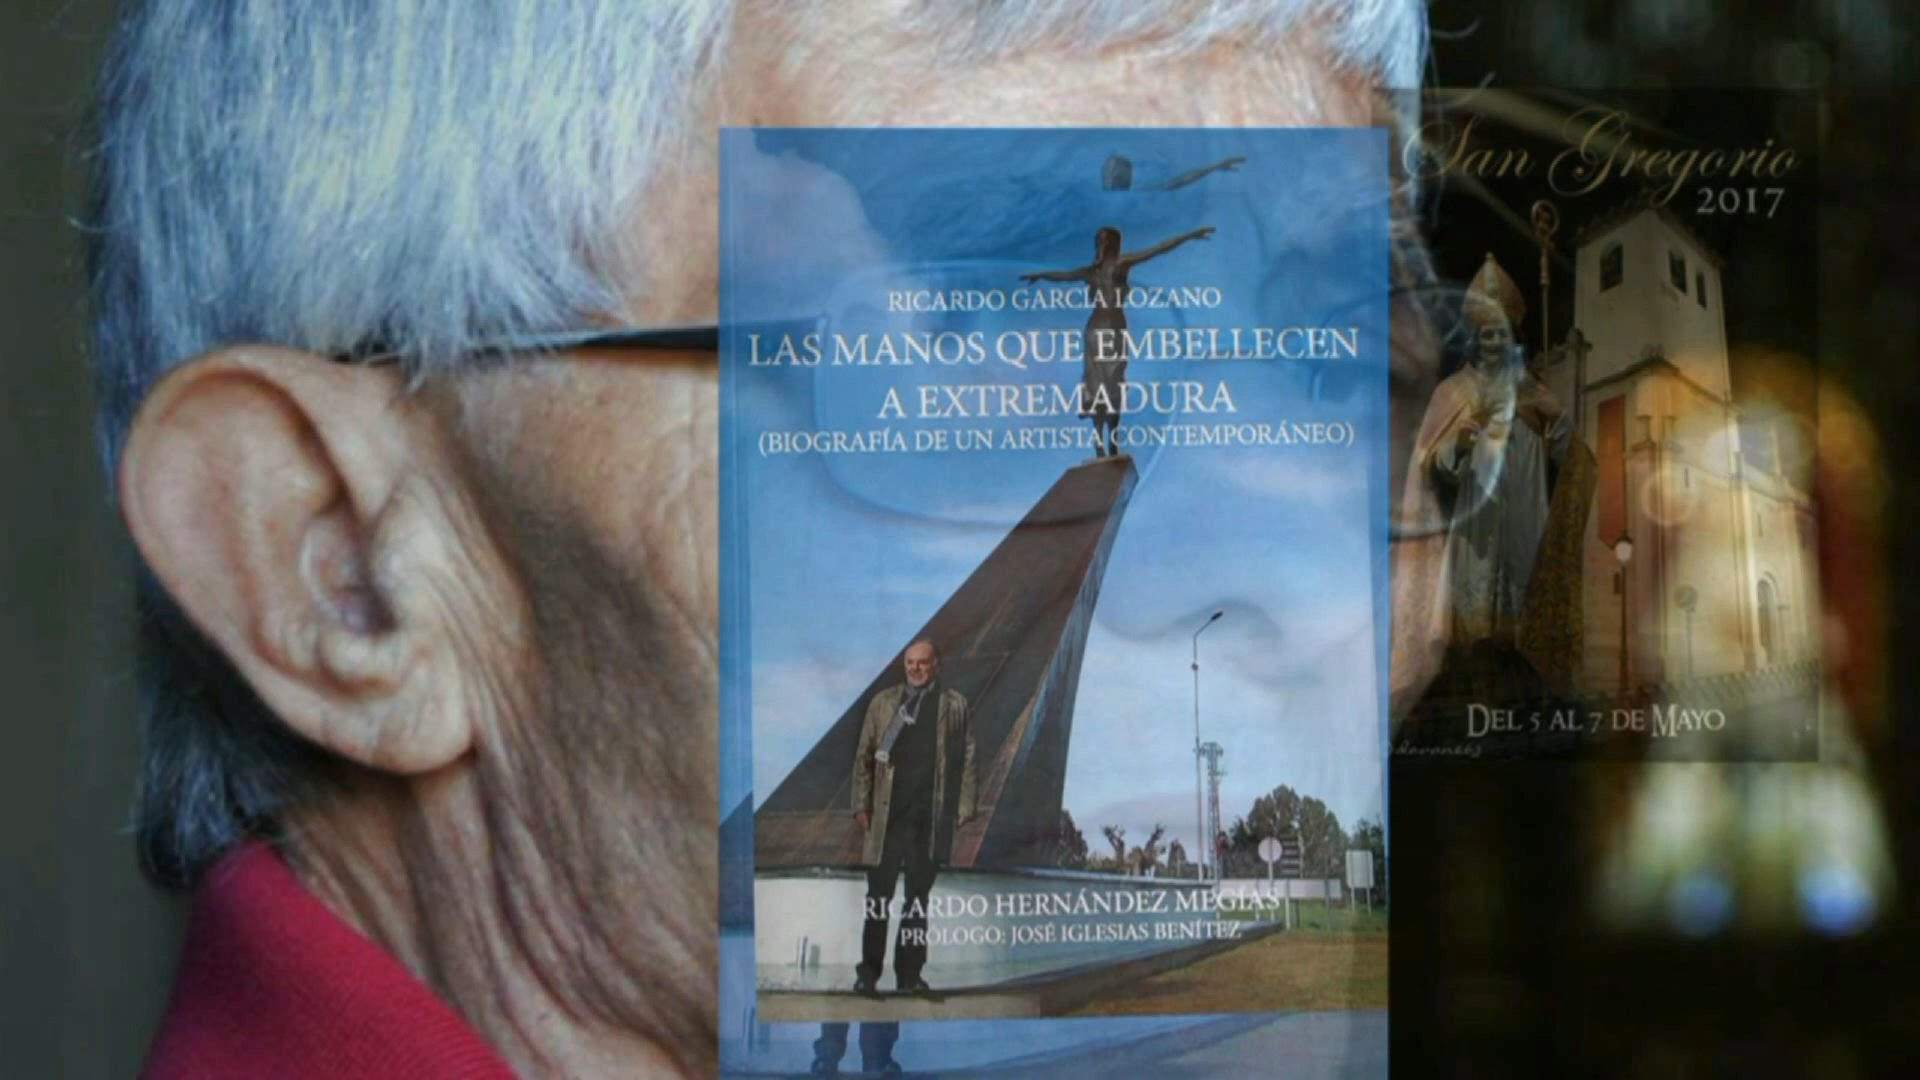 RICARDO GARCÍA LOZANO
LAS MANOS QUE EMBELLECEN
A EXTREMADURA
(BIOGRAFÍA DE UN ARTISTA CONTEMPORÁNEO)
RICARDO HERNÁNDEZ MEGÍAS
PRÓLOGO: JOSÉ IGLESIAS BENÍTEZ
San Gregorio
2017
DEL 5 AL 7 DE MAYO